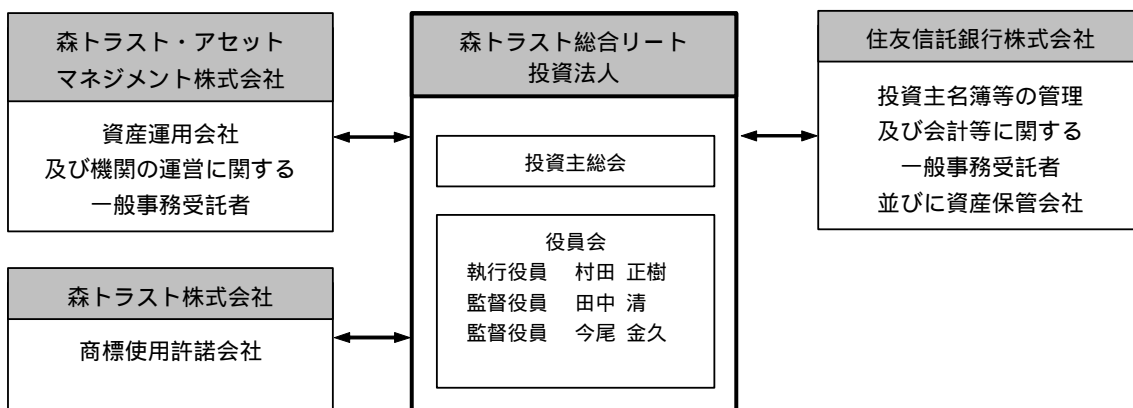 森トラスト・アセット
マネジメント株式会社
資産運用会社
及び機関の運営に関する
一般事務受託者
森トラスト株式会社
商標使用許諾会社
森トラスト総合リート
投資法人
投資主総会
役員会
執行役員 村田 正樹
監督役員 田中 清
監督役員 今尾 金久
住友信託銀行株式会社
投資主名簿等の管理
及び会計等に関する
一般事務受託者
並びに資産保管会社